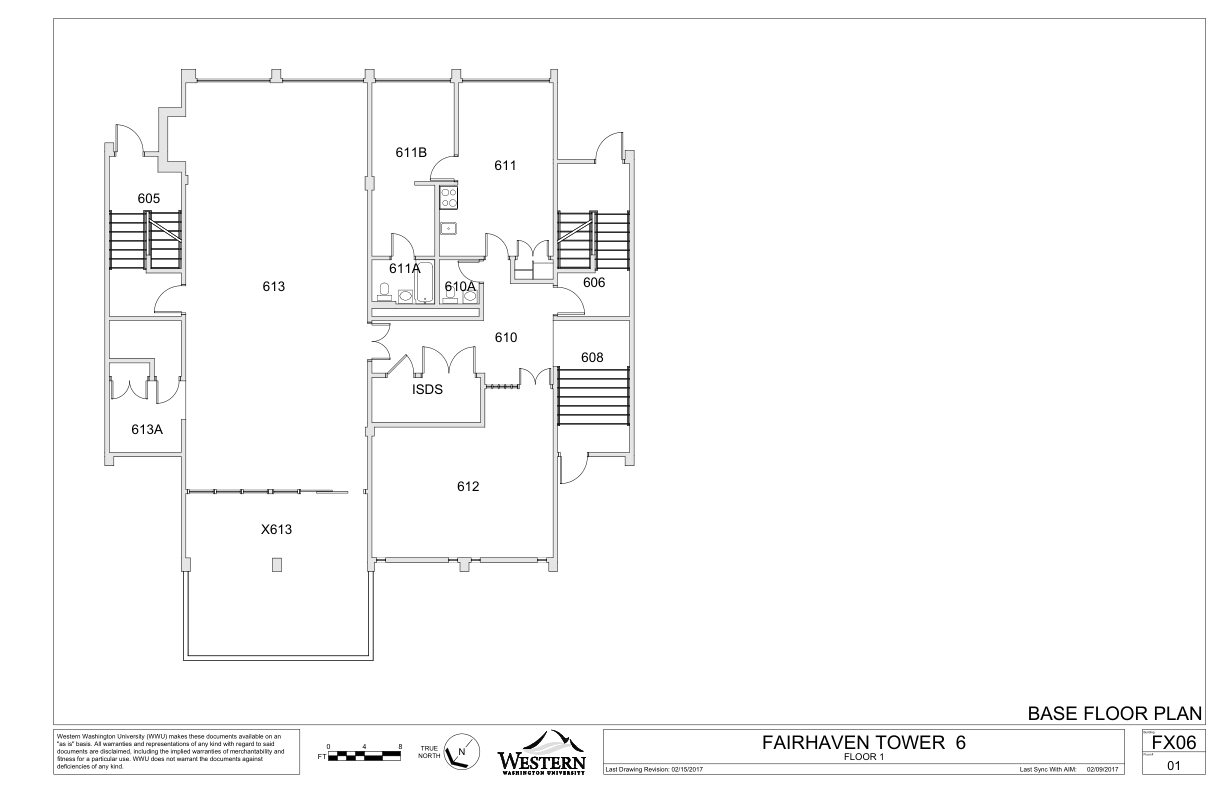 611B
611
605
611A
610A
606
613
610
608
ISDS
613A
612
X613
BASE FLOOR PLAN
Western Washington University (WWU) makes these documents available on an
"as is" basis. All warranties and representations of any kind with regard to said
documents are disclaimed, including the implied warranties of merchantability and
fitness for a particular use. WWU does not warrant the documents against
deficiencies of any kind.
0 4 8
FT
TRUE
NORTH
N
WESTERN
WASHINGTON UNIVERSITY
FAIRHAVEN TOWER 6
FLOOR 1
Last Drawing Revision: 02/15/2017
Last Sync With AIM: 02/09/2017
FX06
01